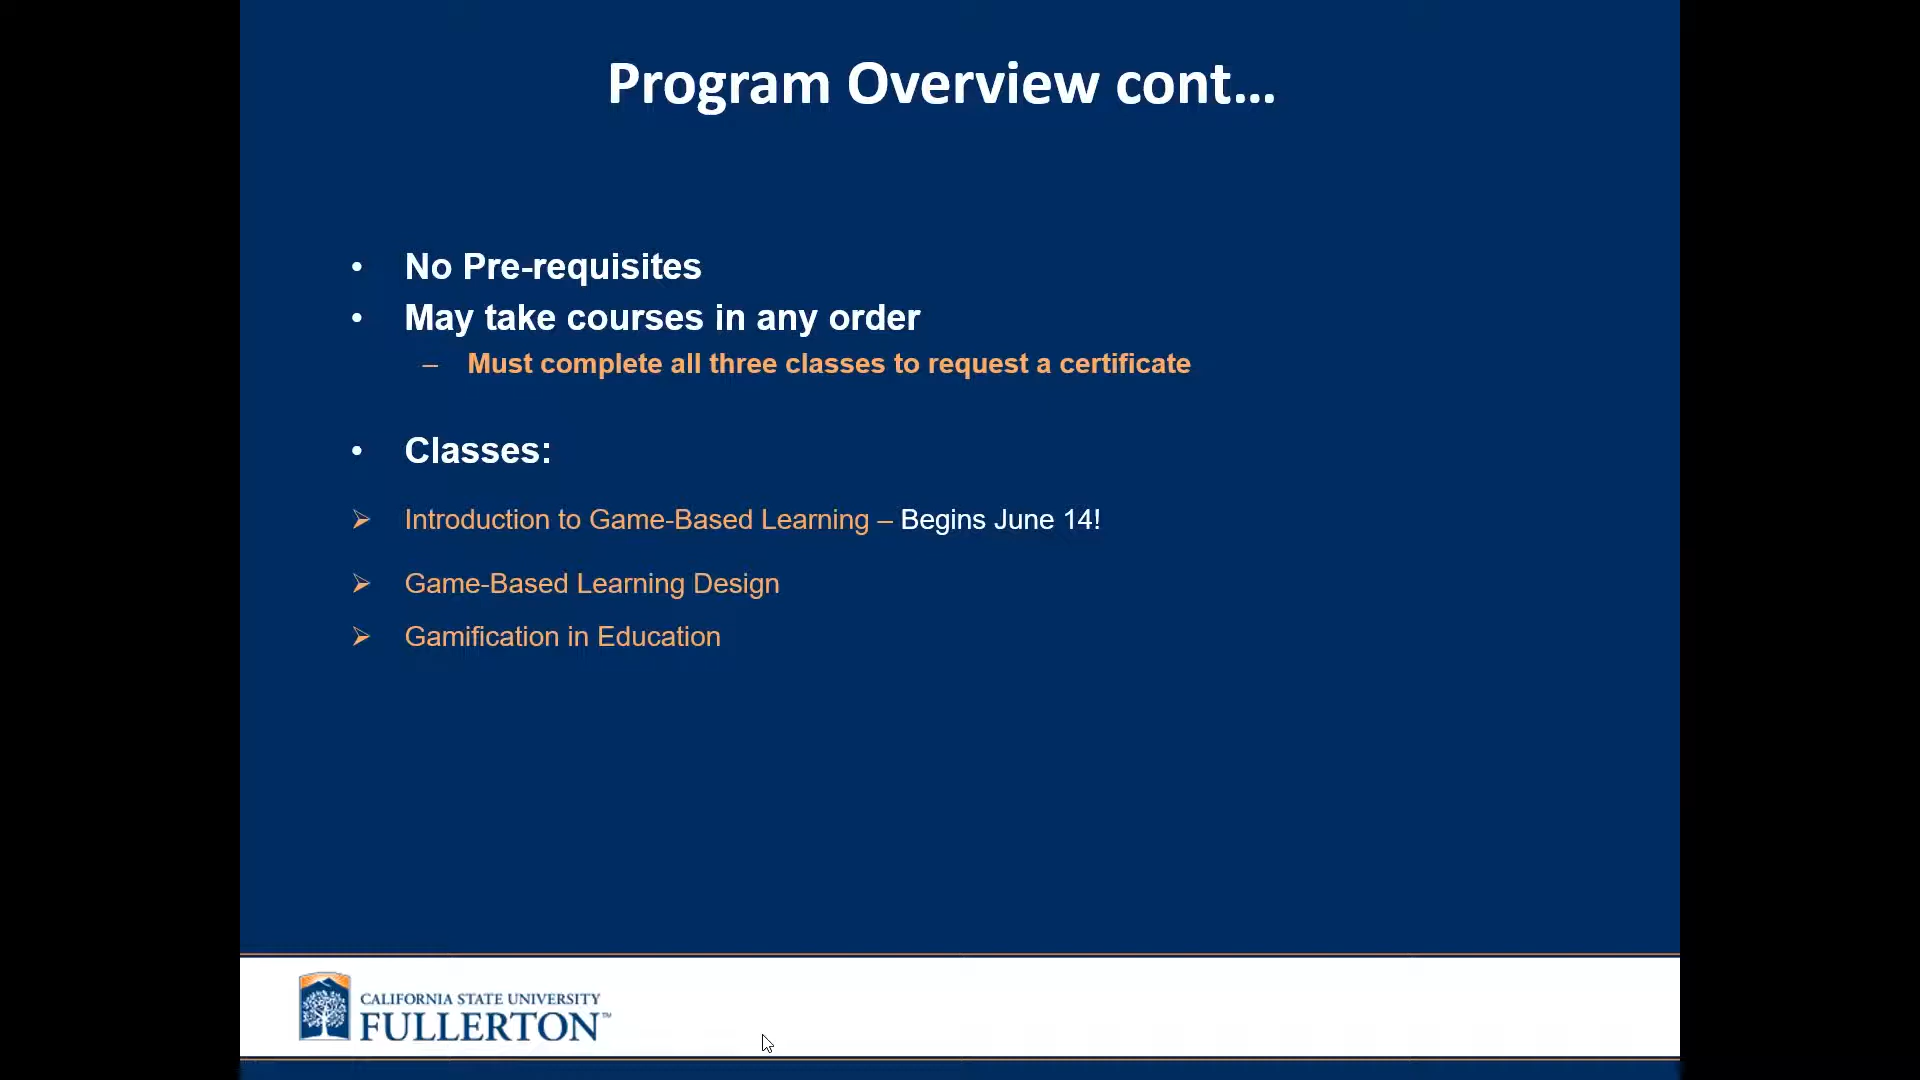 Program Overview cont...
• No Pre-requisites
• May take courses in any order
– Must complete all three classes to request a certificate
• Classes:
➢ Introduction to Game-Based Learning – Begins June 14!
➢ Game-Based Learning Design
➢ Gamification in Education
CALIFORNIA STATE UNIVERSITY
FULLERTON™